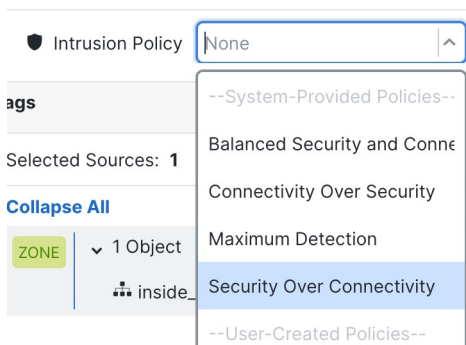 Intrusion Policy None
--System-Provided Policies--
ags
Balanced Security and Conne
Selected Sources: 1
Connectivity Over Security
Collapse All
Maximum Detection
ZONE 1 Object
inside_
Security Over Connectivity
--User-Created Policies--